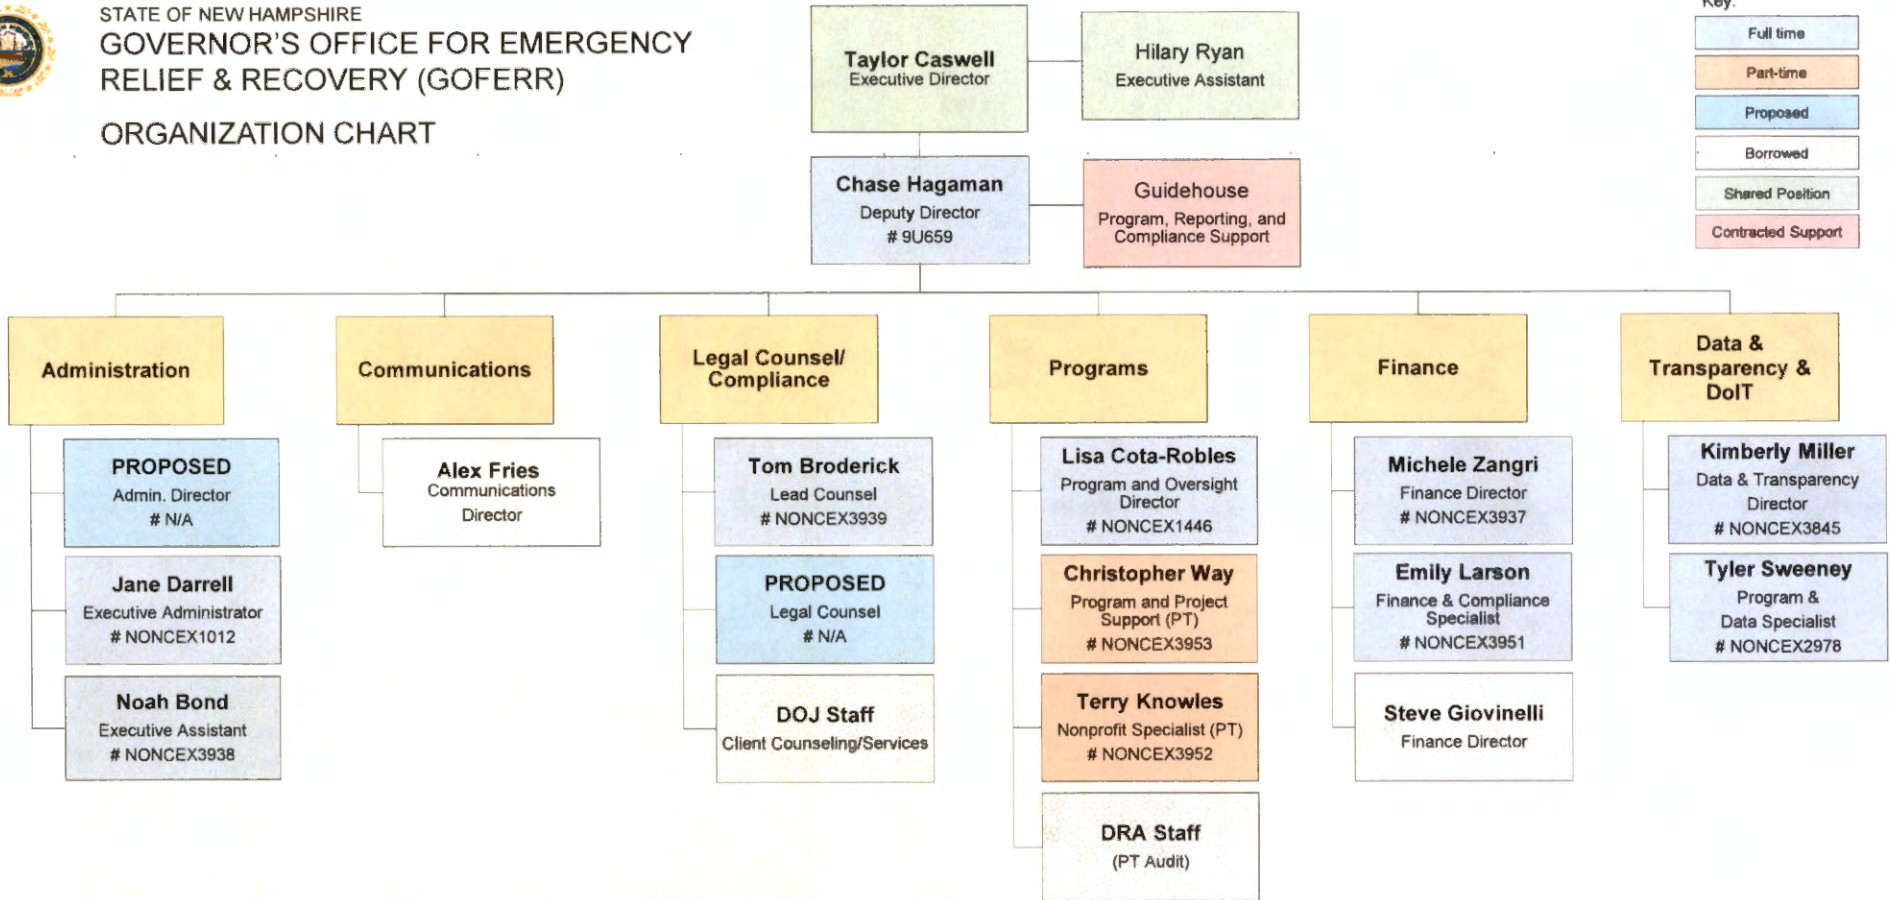 STATE OF NEW HAMPSHIRE
GOVERNOR'S OFFICE FOR EMERGENCY
RELIEF & RECOVERY (GOFERR)
ORGANIZATION CHART
Taylor Caswell
Executive Director
Hilary Ryan
Executive Assistant
Key:
Full time
Part-time
Proposed
Borrowed
Shared Position
Contracted Support
Chase Hagaman
Deputy Director
# 9U659
Guidehouse
Program, Reporting, and
Compliance Support
Administration
PROPOSED
Admin. Director
# N/A
Jane Darrell
Executive Administrator
# NONCEX1012
Noah Bond
Executive Assistant
# NONCEX3938
Communications
Alex Fries
Communications
Director
Legal Counsel/
Compliance
Tom Broderick
Lead Counsel
# NONCEX3939
PROPOSED
Legal Counsel
# N/A
DOJ Staff
Client Counseling/Services
Programs
Lisa Cota-Robles
Program and Oversight
Director
# NONCEX1446
Christopher Way
Program and Project
Support (PT)
# NONCEX3953
Terry Knowles
Nonprofit Specialist (PT)
# NONCEX3952
DRA Staff
(PT Audit)
Finance
Michele Zangri
Finance Director
# NONCEX3937
Emily Larson
Finance & Compliance
Specialist
# NONCEX3951
Steve Giovinelli
Finance Director
Data &
Transparency &
DoIT
Kimberly Miller
Data & Transparency
Director
# NONCEX3845
Tyler Sweeney
Program &
Data Specialist
# NONCEX2978